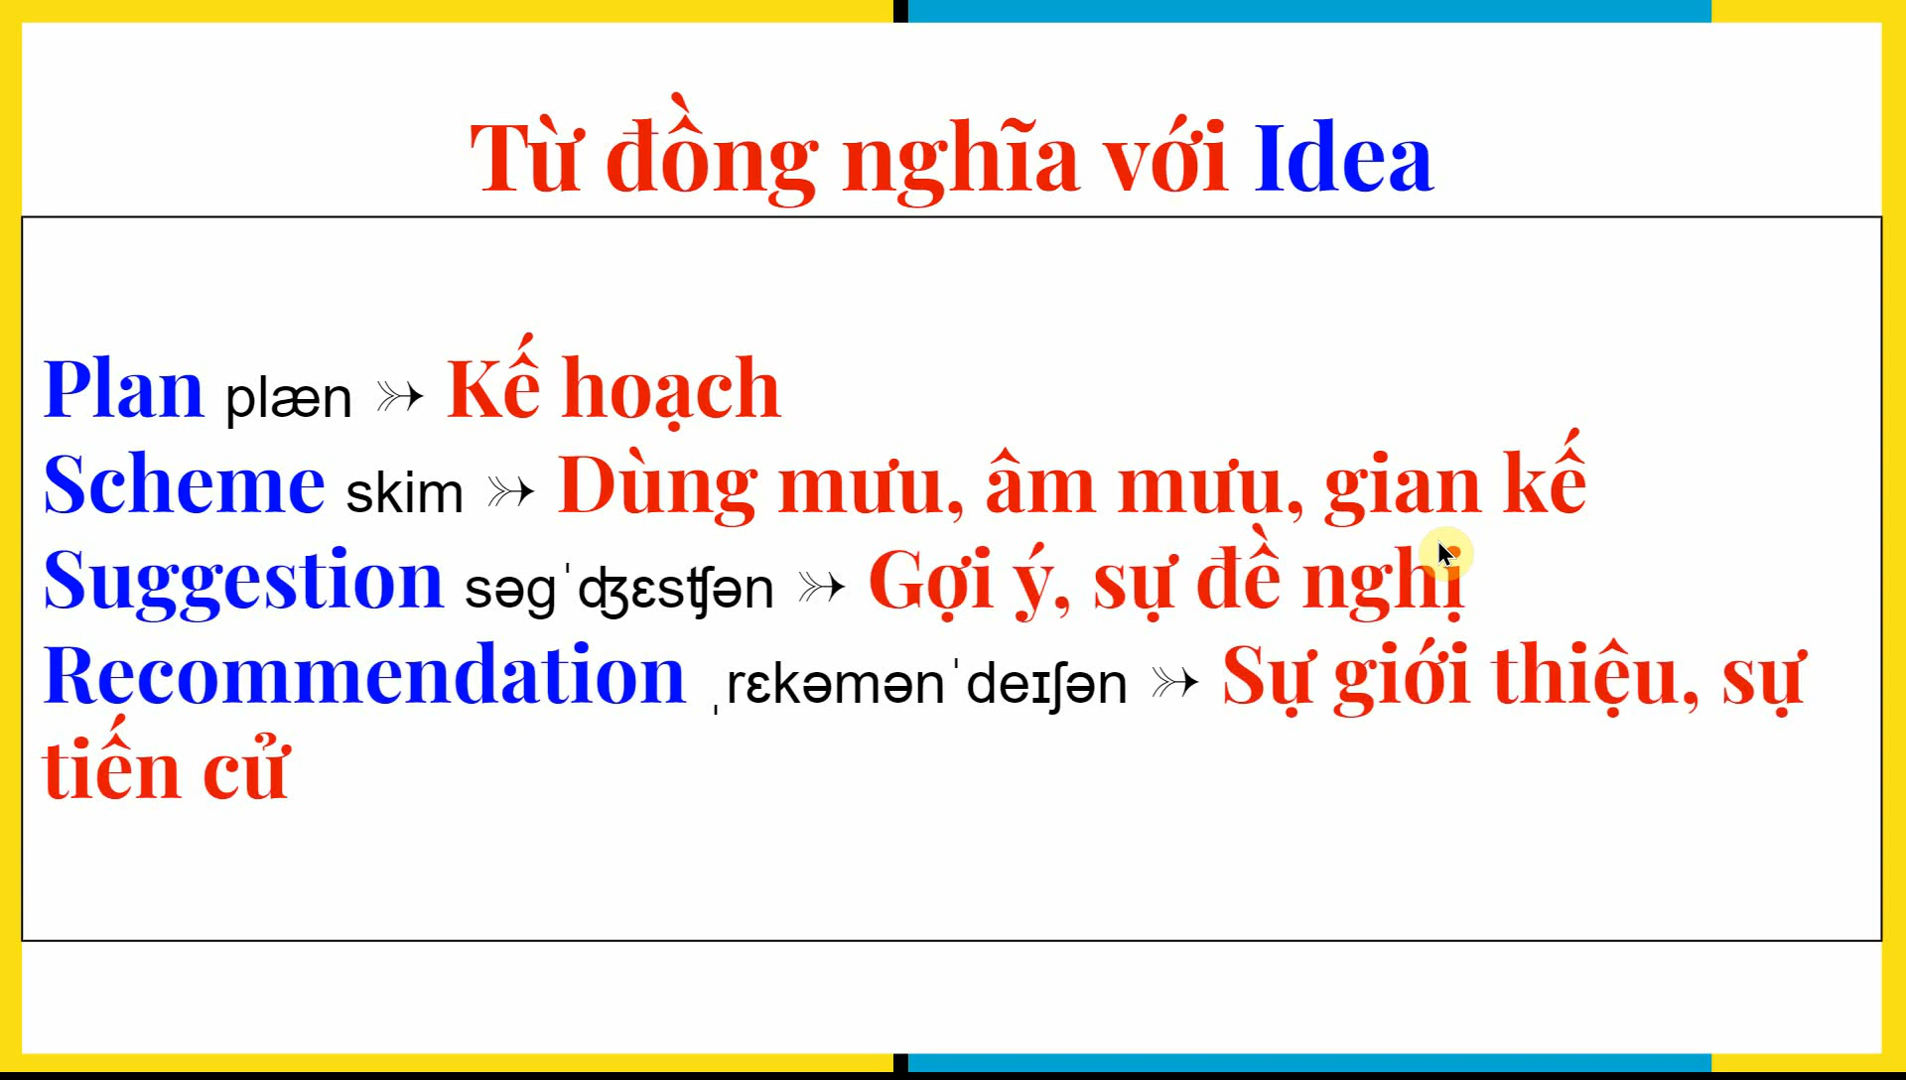 Từ đồng nghĩa với Idea
Plan plæn ➳ Kế hoạch
Scheme skim ➳ Dùng mưu, âm mưu, gian kế
Suggestion səgˈʤɛsʧən ➳ Gợi ý, sự đề nghị
Recommendation ˌrɛkəmənˈdeɪʃən ➳ Sự giới thiệu, sự
tiến cử